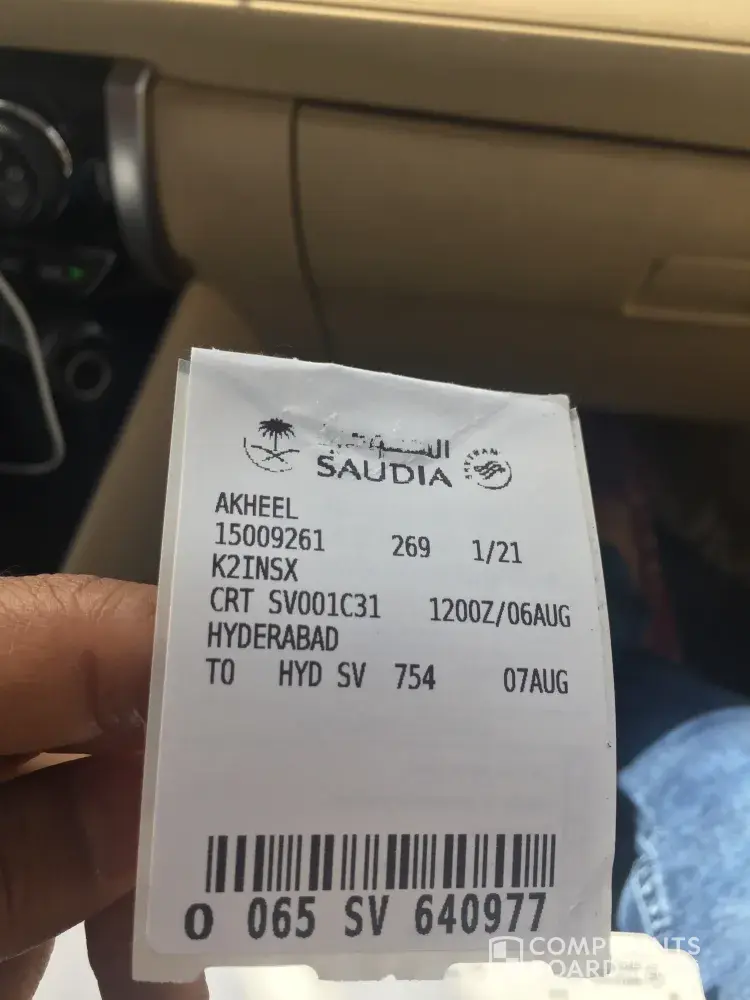 SAUDIA
AKHEEL
15009261 269 1/21
K2INSX
CRT SV001C31 1200Z/06AUG
HYDERABAD
TO HYD SV 754 07AUG
0 065 SV 640977
COMPLAINTS
BOARD